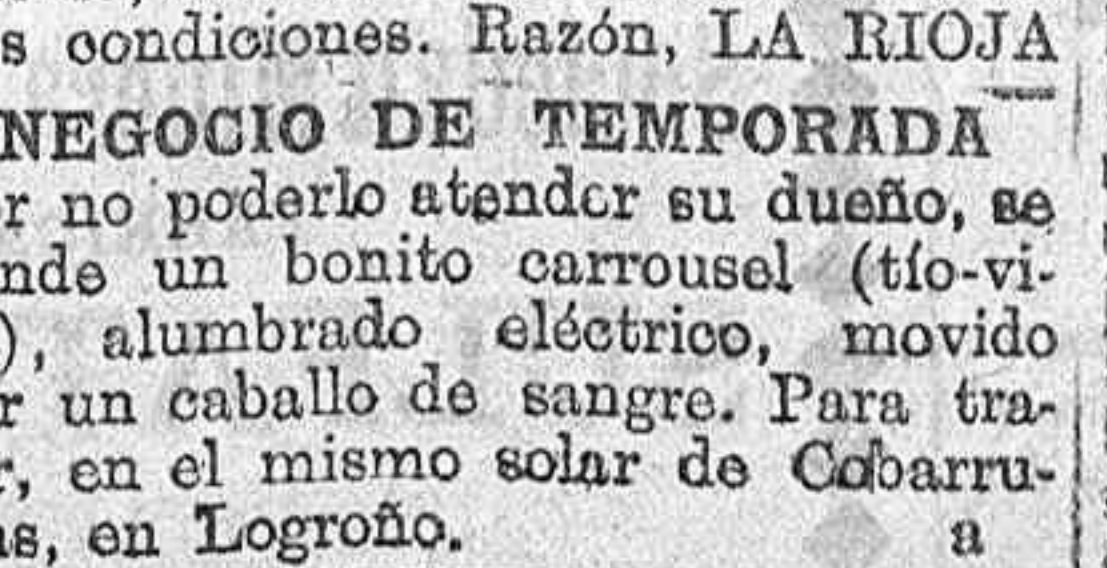 s condiciones. Razón, LA RIOJA
NEGOCIO DE TEMPORADA
r no poderlo atender su dueño, se
nde un bonito carrousel (tío-vi-
), alumbrado eléctrico, movido
r un caballo de sangre. Para tra-
r, en el mismo solar de Cobarru-
as, en Logroño. a